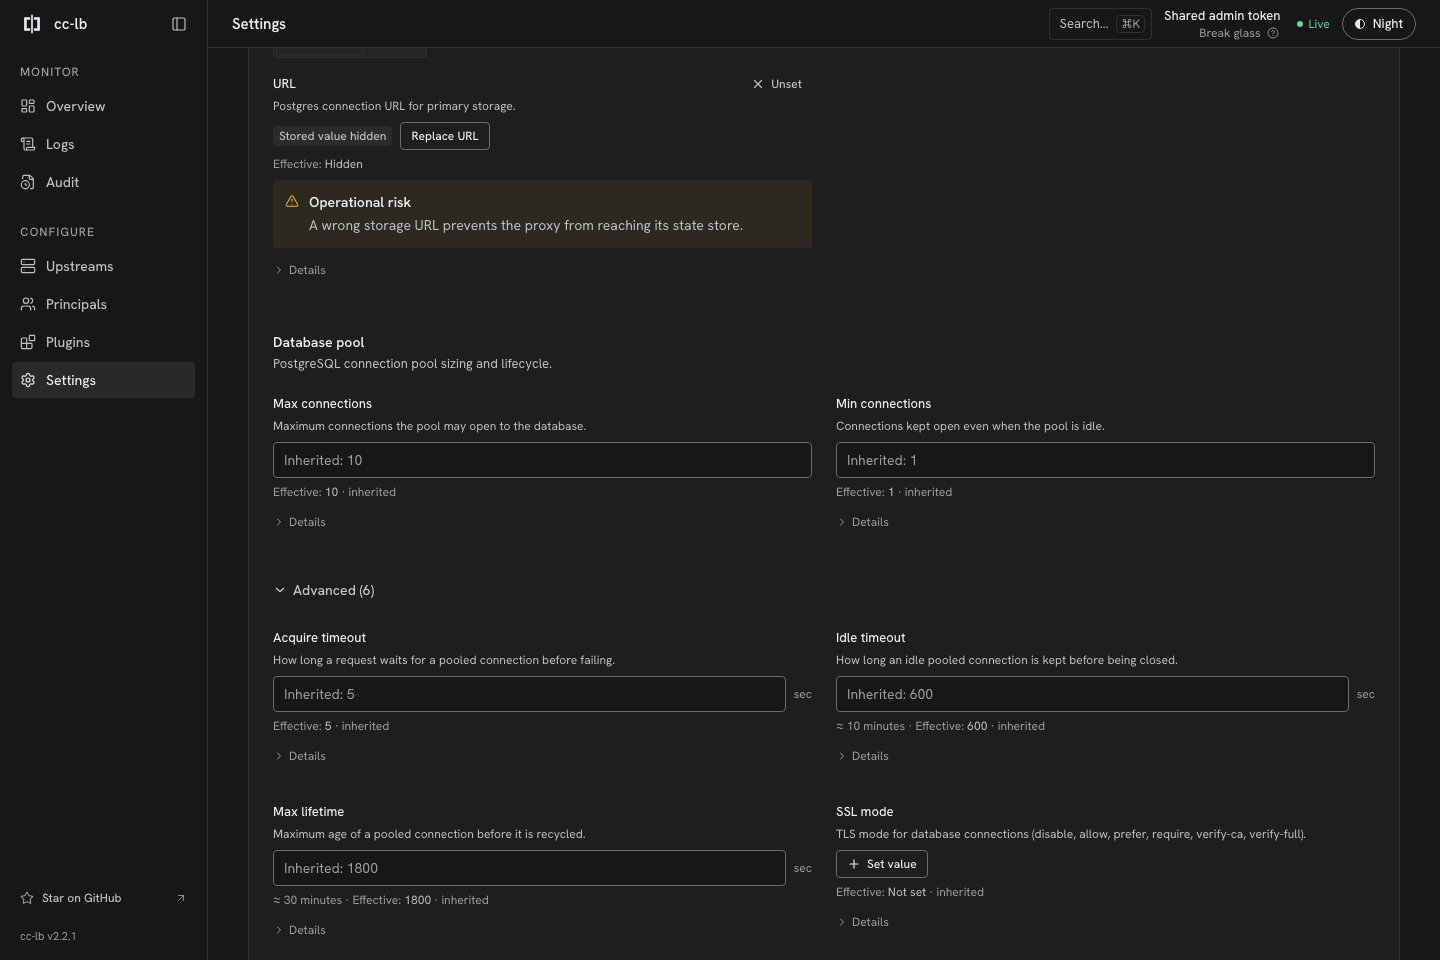 cc-lb
Settings
Search... ⌘K
Shared admin token
Break glass
Live
Night
MONITOR
Overview
Logs
Audit
CONFIGURE
Upstreams
Principals
Plugins
Settings
Star on GitHub
cc-lb v2.2.1
URL
Unset
Postgres connection URL for primary storage.
Stored value hidden
Replace URL
Effective: Hidden
Operational risk
A wrong storage URL prevents the proxy from reaching its state store.
Details
Database pool
PostgreSQL connection pool sizing and lifecycle.
Max connections
Maximum connections the pool may open to the database.
Inherited: 10
Effective: 10 · inherited
Details
Min connections
Connections kept open even when the pool is idle.
Inherited: 1
Effective: 1 · inherited
Details
Advanced (6)
Acquire timeout
How long a request waits for a pooled connection before failing.
Inherited: 5 sec
Effective: 5 · inherited
Details
Idle timeout
How long an idle pooled connection is kept before being closed.
Inherited: 600 sec
≈ 10 minutes · Effective: 600 · inherited
Details
Max lifetime
Maximum age of a pooled connection before it is recycled.
Inherited: 1800 sec
≈ 30 minutes · Effective: 1800 · inherited
Details
SSL mode
TLS mode for database connections (disable, allow, prefer, require, verify-ca, verify-full).
Set value
Effective: Not set · inherited
Details